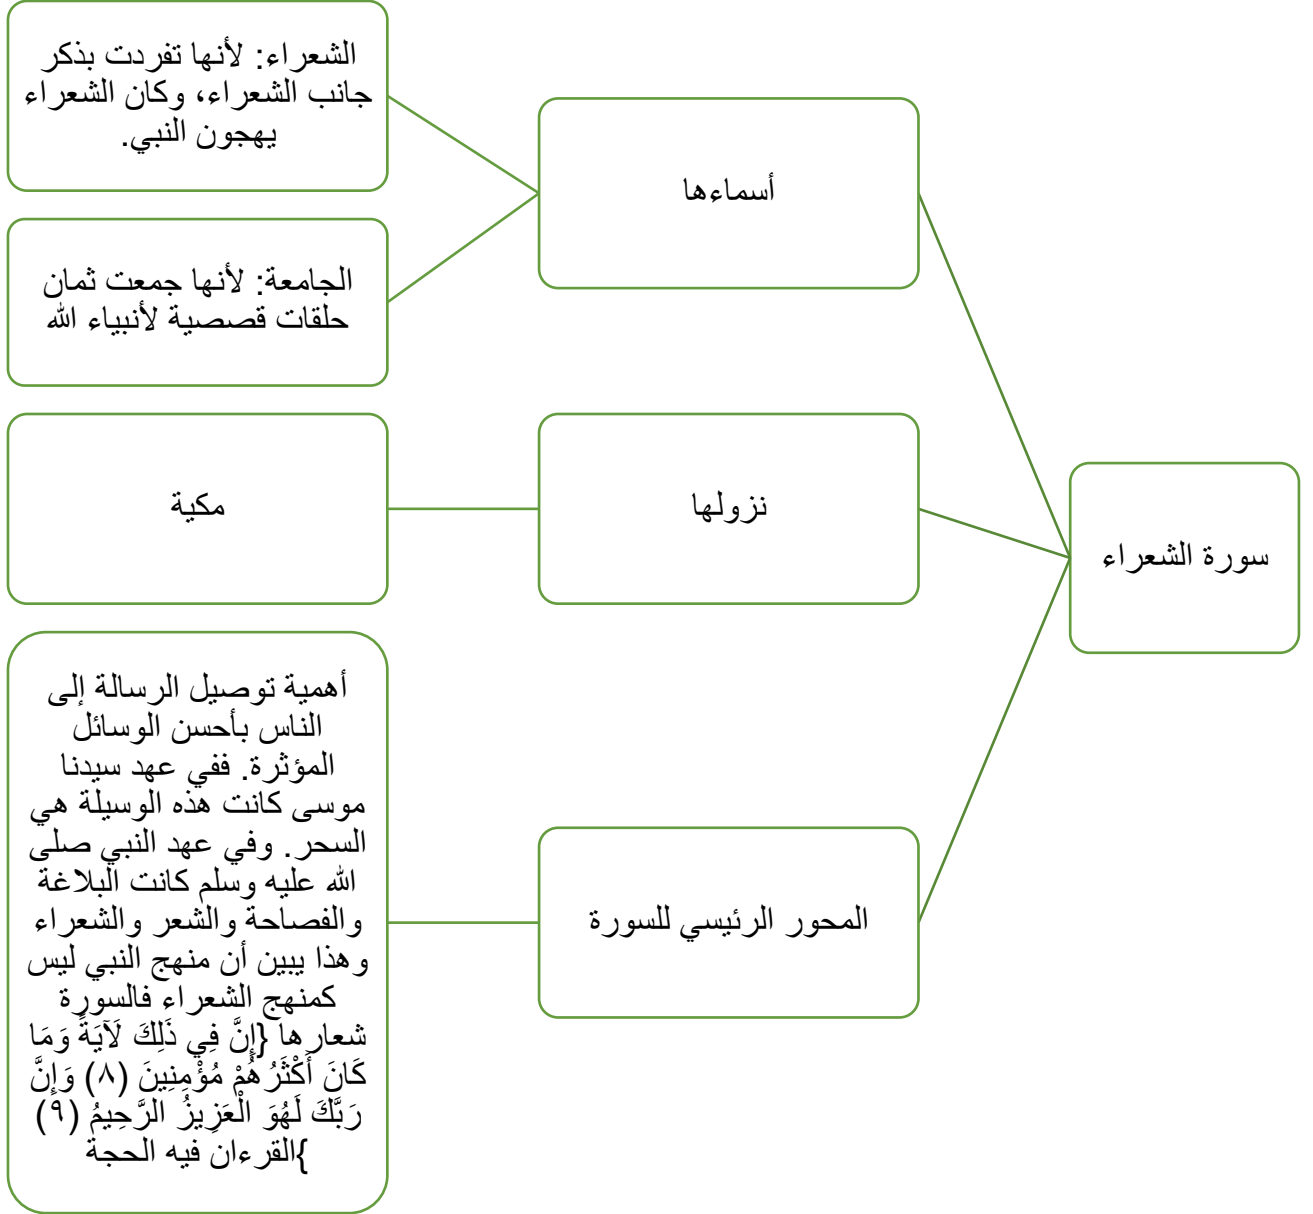 سورة الشعراء
أسماءها
الشعراء: لأنها تفردت بذكر
جانب الشعراء، وكان الشعراء
يهجون النبي.
الجامعة: لأنها جمعت ثمان
حلقات قصصية لأنبياء الله
نزولها
مكية
المحور الرئيسي للسورة
أهمية توصيل الرسالة إلى
الناس بأحسن الوسائل
المؤثرة. ففي عهد سيدنا
موسى كانت هذه الوسيلة هي
السحر. وفي عهد النبي صلى
الله عليه وسلم كانت البلاغة
والفصاحة والشعر والشعراء
وهذا يبين أن منهج النبي ليس
كمنهج الشعراء فالسورة
شعارها {إِنَّ فِي ذَلِكَ لَآيَةً وَمَا
كَانَ أَكْثَرُهُمْ مُؤْمِنِينَ (٨) وَإِنَّ
رَبَّكَ لَهُوَ الْعَزِيزُ الرَّحِيمُ (٩)
}القرءان فيه الحجة